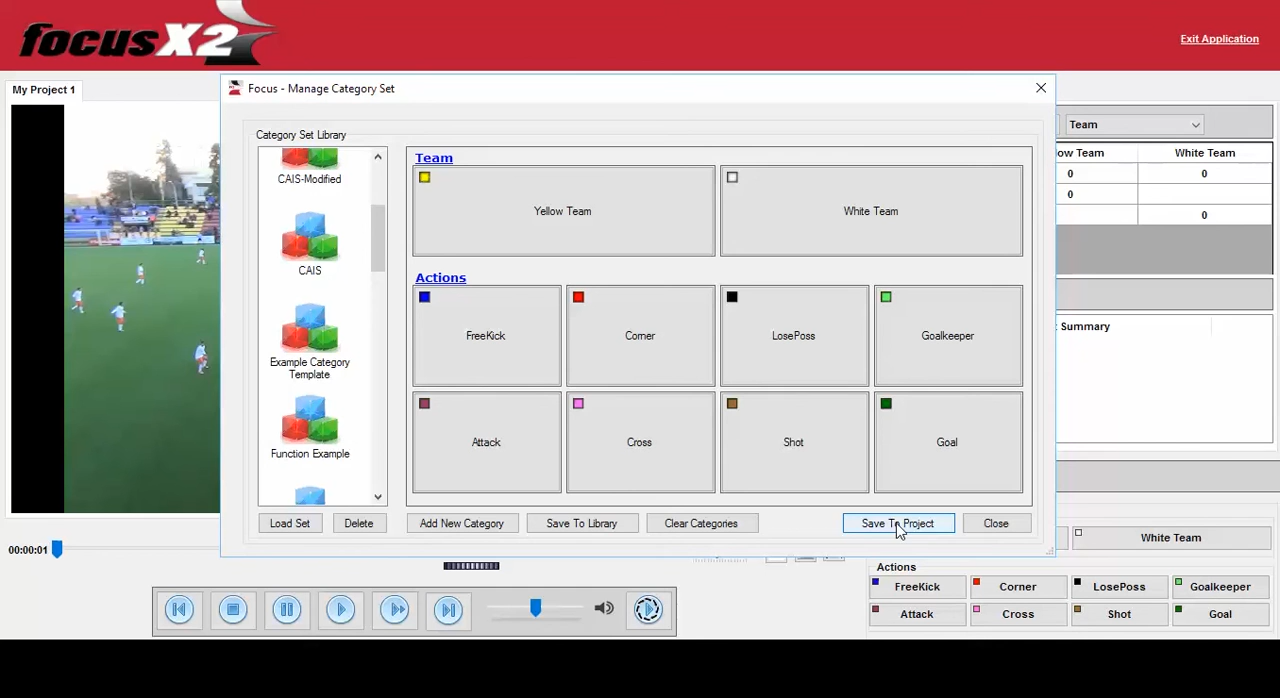 focusX2
Exit Application
My Project 1
Focus - Manage Category Set
Category Set Library
CAIS-Modified
CAIS
Example Category
Template
Function Example
Team
Yellow Team
White Team
Actions
FreeKick
Corner
LosePoss
Goalkeeper
Attack
Cross
Shot
Goal
Load Set
Delete
Add New Category
Save To Library
Clear Categories
Save To Project
Close
Team
ow Team
White Team
0
0
0
0
Summary
00:00:01
White Team
Actions
FreeKick
Corner
LosePoss
Goalkeeper
Attack
Cross
Shot
Goal